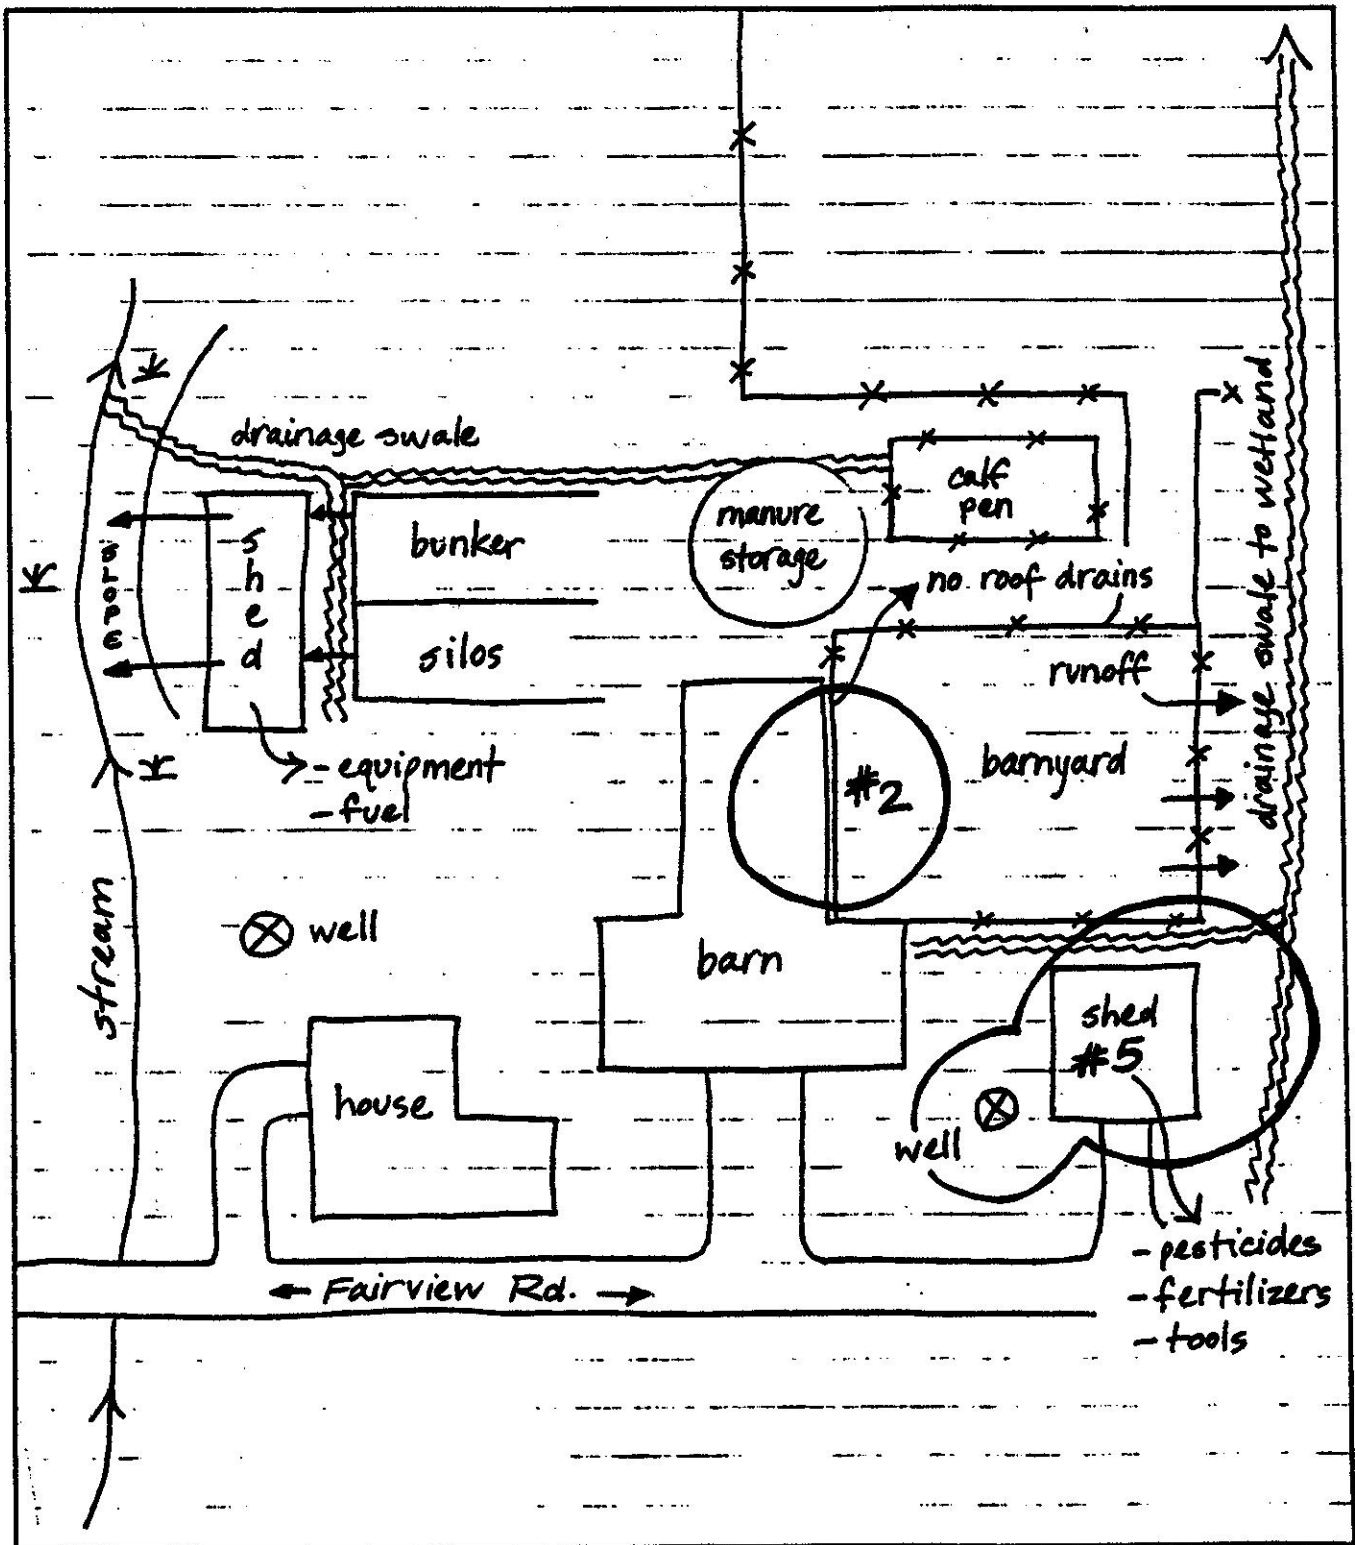 drainage swale
calf
pen
manure
storage
bunker
shed
silos
no roof drains
runoff
drainage swale to wetland
- equipment
- fuel
#2
barnyard
stream
well
barn
shed
#5
house
well
- pesticides
- fertilizers
- tools
← Fairview Rd. →